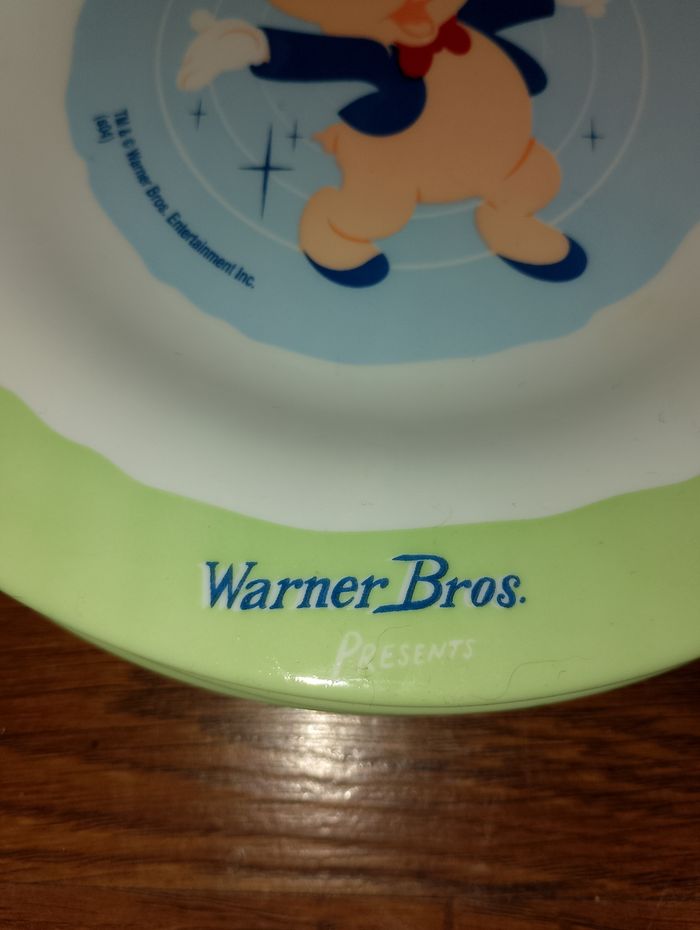 TM & © Warner Bros. Entertainment Inc.
(s04)
Warner Bros.
PRESENTS